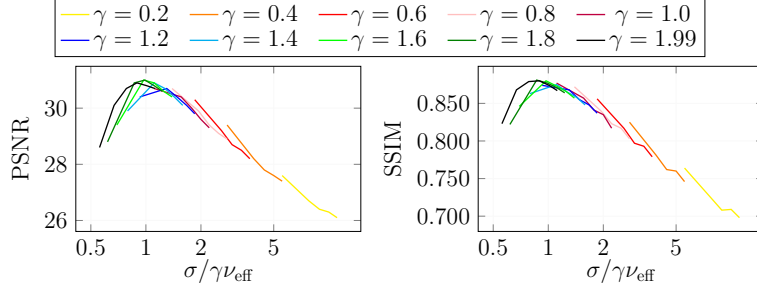 γ = 0.2 γ = 0.4 γ = 0.6 γ = 0.8 γ = 1.0
γ = 1.2 γ = 1.4 γ = 1.6 γ = 1.8 γ = 1.99
PSNR
30
28
26
0.5 1 2 5
σ/γν_eff
SSIM
0.850
0.800
0.750
0.700
0.5 1 2 5
σ/γν_eff